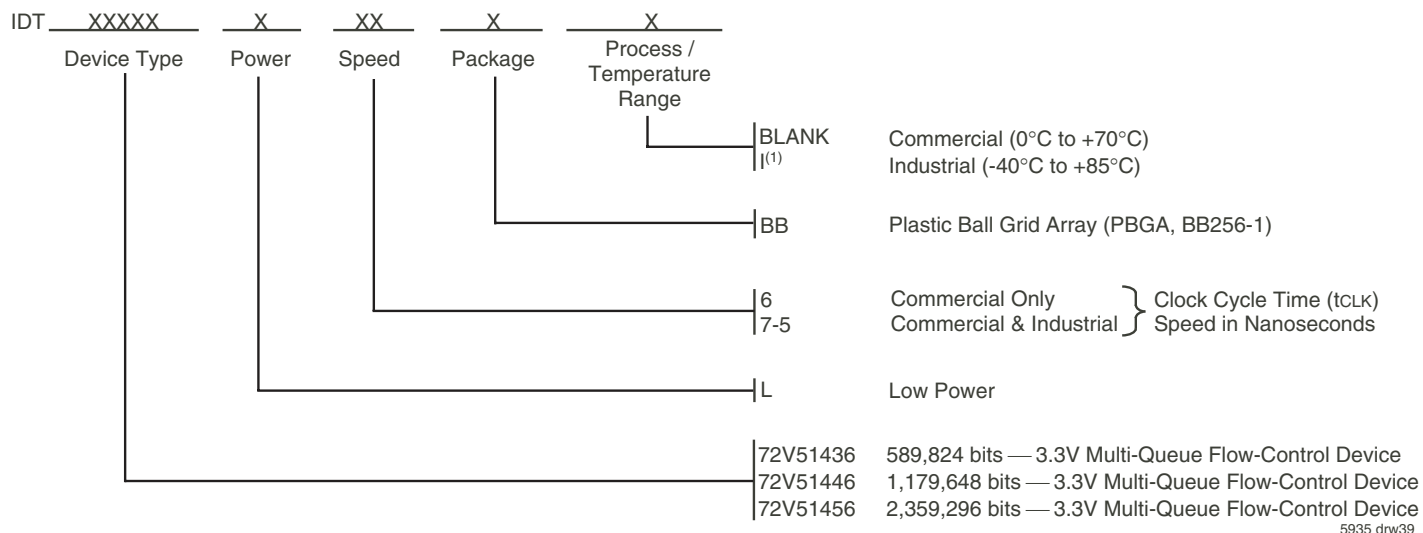 IDT XXXXX X XX X X
Device Type Power Speed Package Process /
Temperature
Range
BLANK Commercial (0°C to +70°C)
I(1) Industrial (-40°C to +85°C)
BB Plastic Ball Grid Array (PBGA, BB256-1)
6 Commercial Only Clock Cycle Time (tCLK)
7-5 Commercial & Industrial Speed in Nanoseconds
L Low Power
72V51436 589,824 bits — 3.3V Multi-Queue Flow-Control Device
72V51446 1,179,648 bits — 3.3V Multi-Queue Flow-Control Device
72V51456 2,359,296 bits — 3.3V Multi-Queue Flow-Control Device
5935 drw39